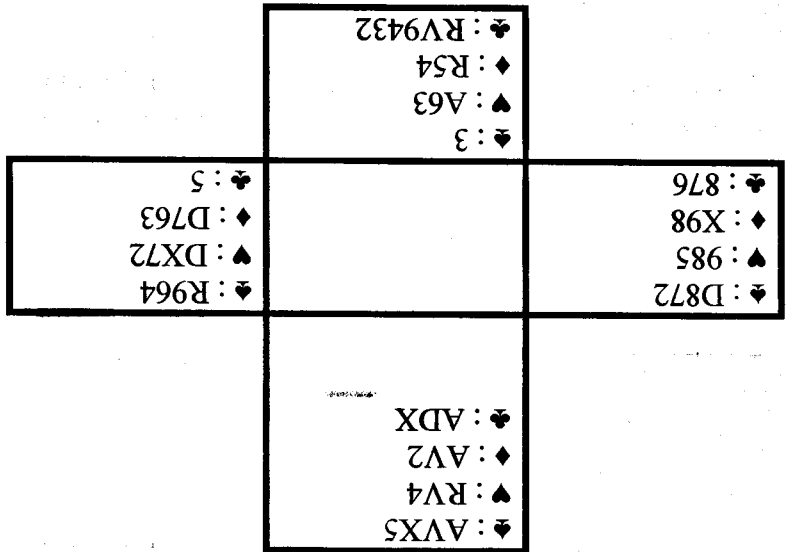 ♠ : AVX5
♥ : RV4
♦ : AV2
♣ : ADX
♠ : D872
♥ : 985
♦ : X98
♣ : 876
♠ : R964
♥ : DX72
♦ : D763
♣ : 5
♠ : 3
♥ : A63
♦ : R54
♣ : RV9432